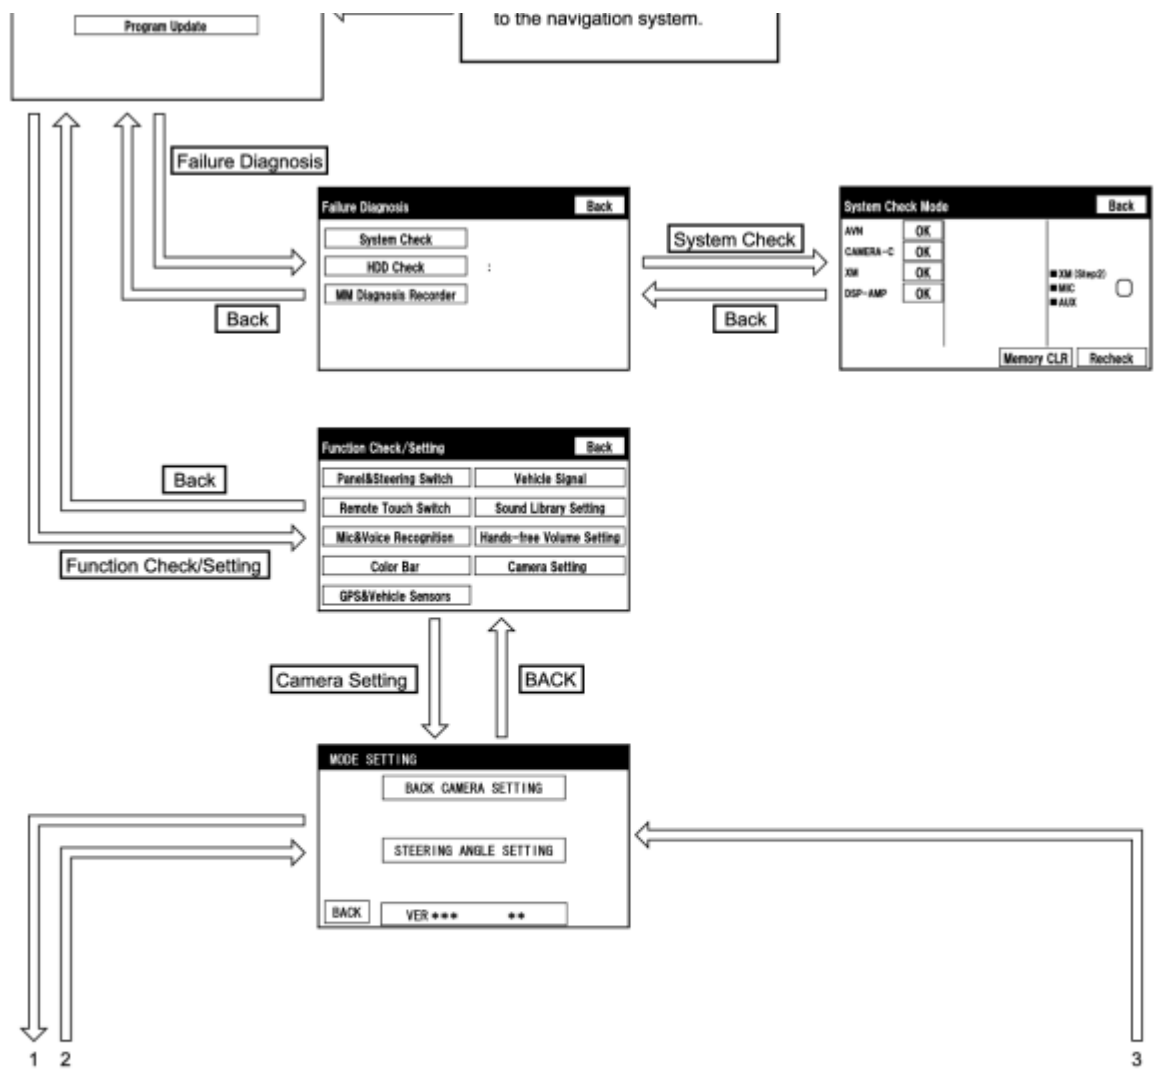 Program Update
to the navigation system.
Failure Diagnosis
Failure Diagnosis
Back
System Check
HDD Check
:
MM Diagnosis Recorder
Back
System Check
Back
System Check Mode
Back
AVN
OK
CAMERA-C
OK
XM
OK
DSP-AMP
OK
■XM(Step2)
■MIC
■AUX
Memory CLR
Recheck
Function Check/Setting
Back
Panel&Steering Switch
Vehicle Signal
Remote Touch Switch
Sound Library Setting
Mic&Voice Recognition
Hands-free Volume Setting
Color Bar
Camera Setting
GPS&Vehicle Sensors
Back
Function Check/Setting
Camera Setting
BACK
MODE SETTING
BACK CAMERA SETTING
STEERING ANGLE SETTING
BACK
VER*** **
1
2
3